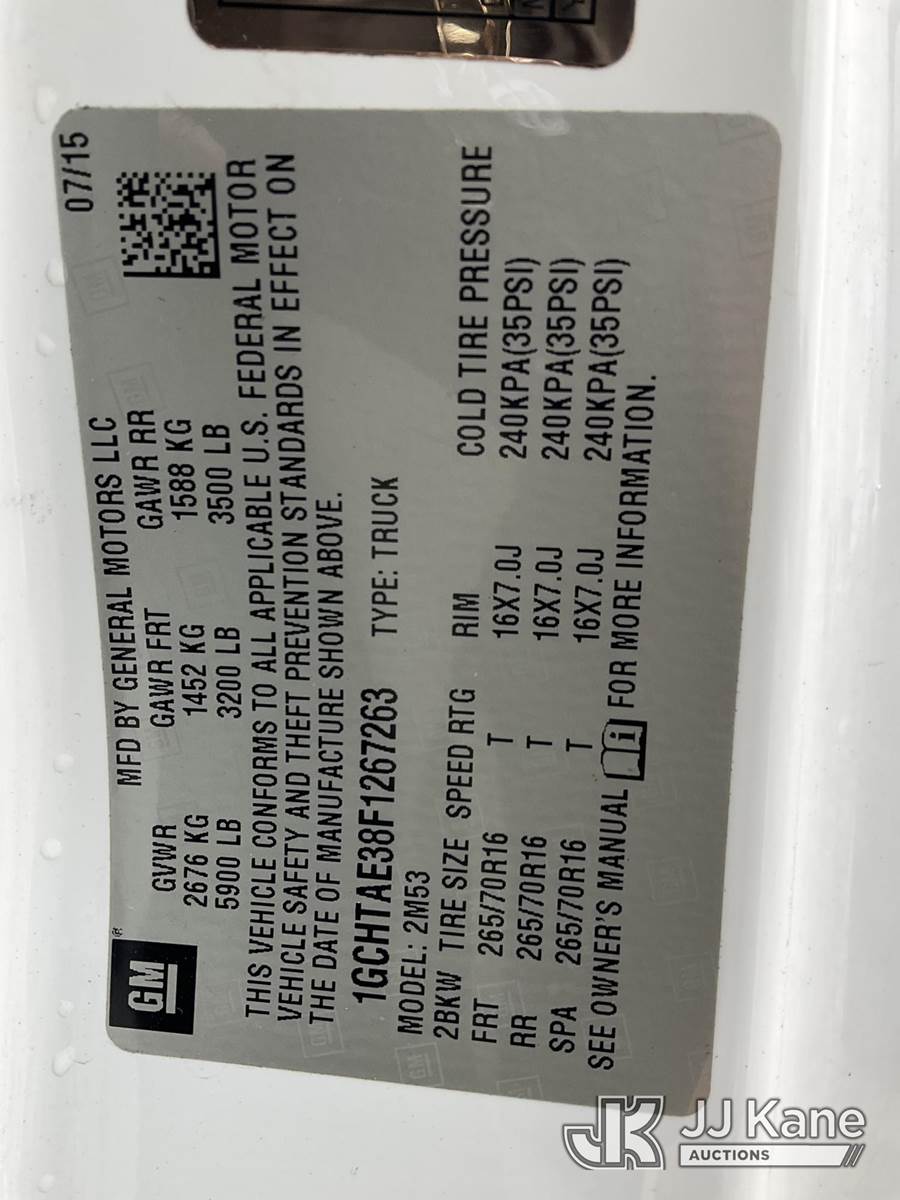 MFD BY GENERAL MOTORS LLC 07/15
GM®
GVWR GAWR FRT GAWR RR
2676 KG 1452 KG 1588 KG
5900 LB 3200 LB 3500 LB
THIS VEHICLE CONFORMS TO ALL APPLICABLE U.S. FEDERAL MOTOR
VEHICLE SAFETY AND THEFT PREVENTION STANDARDS IN EFFECT ON
THE DATE OF MANUFACTURE SHOWN ABOVE.
1GCHTAE38F1267263 TYPE: TRUCK
MODEL: 2M53
2BKW TIRE SIZE SPEED RTG RIM COLD TIRE PRESSURE
FRT 265/70R16 T 16X7.0J 240KPA(35PSI)
RR 265/70R16 T 16X7.0J 240KPA(35PSI)
SPA 265/70R16 T 16X7.0J 240KPA(35PSI)
SEE OWNER'S MANUAL i FOR MORE INFORMATION.
JK JJ Kane
AUCTIONS